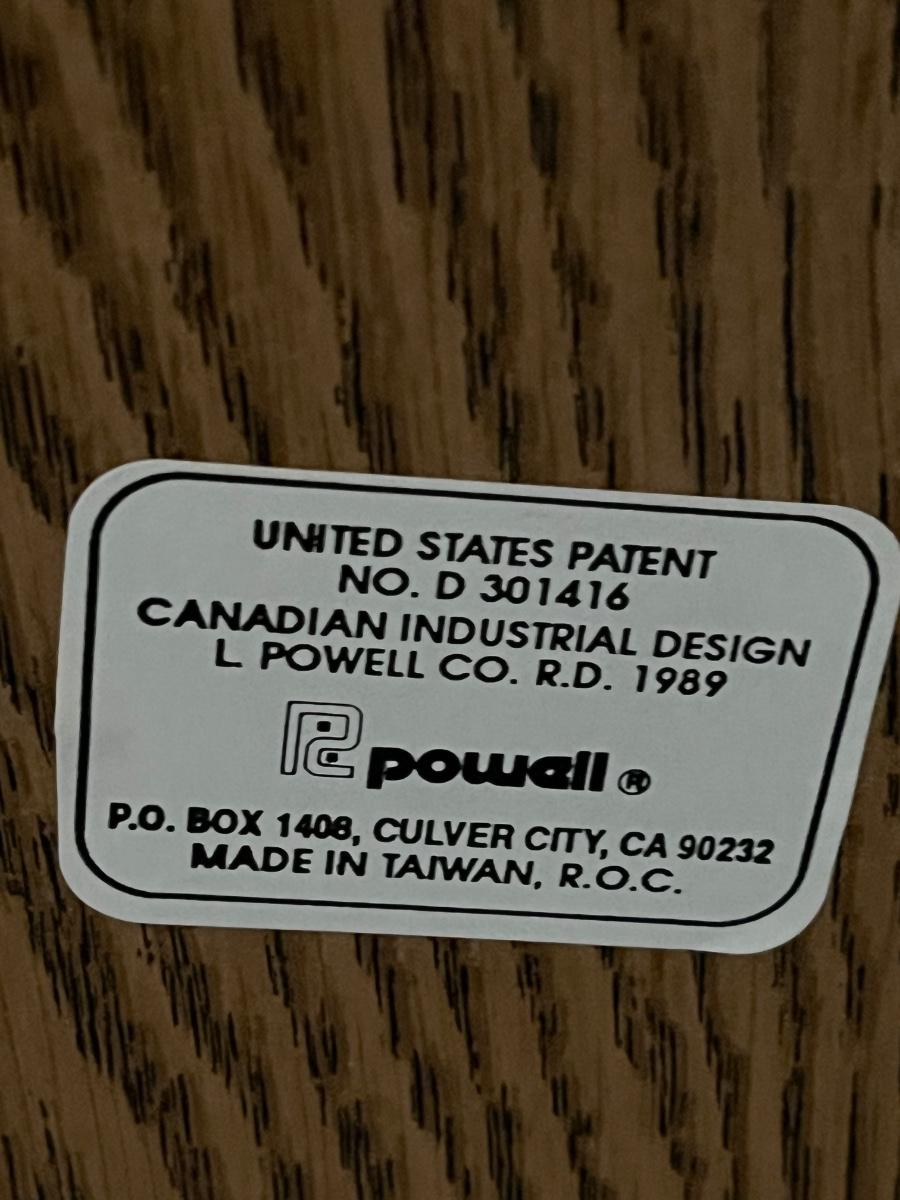 UNITED STATES PATENT
NO. D 301416
CANADIAN INDUSTRIAL DESIGN
L POWELL CO. R.D. 1989
powell ®
P.O. BOX 1408, CULVER CITY, CA 90232
MADE IN TAIWAN, R.O.C.